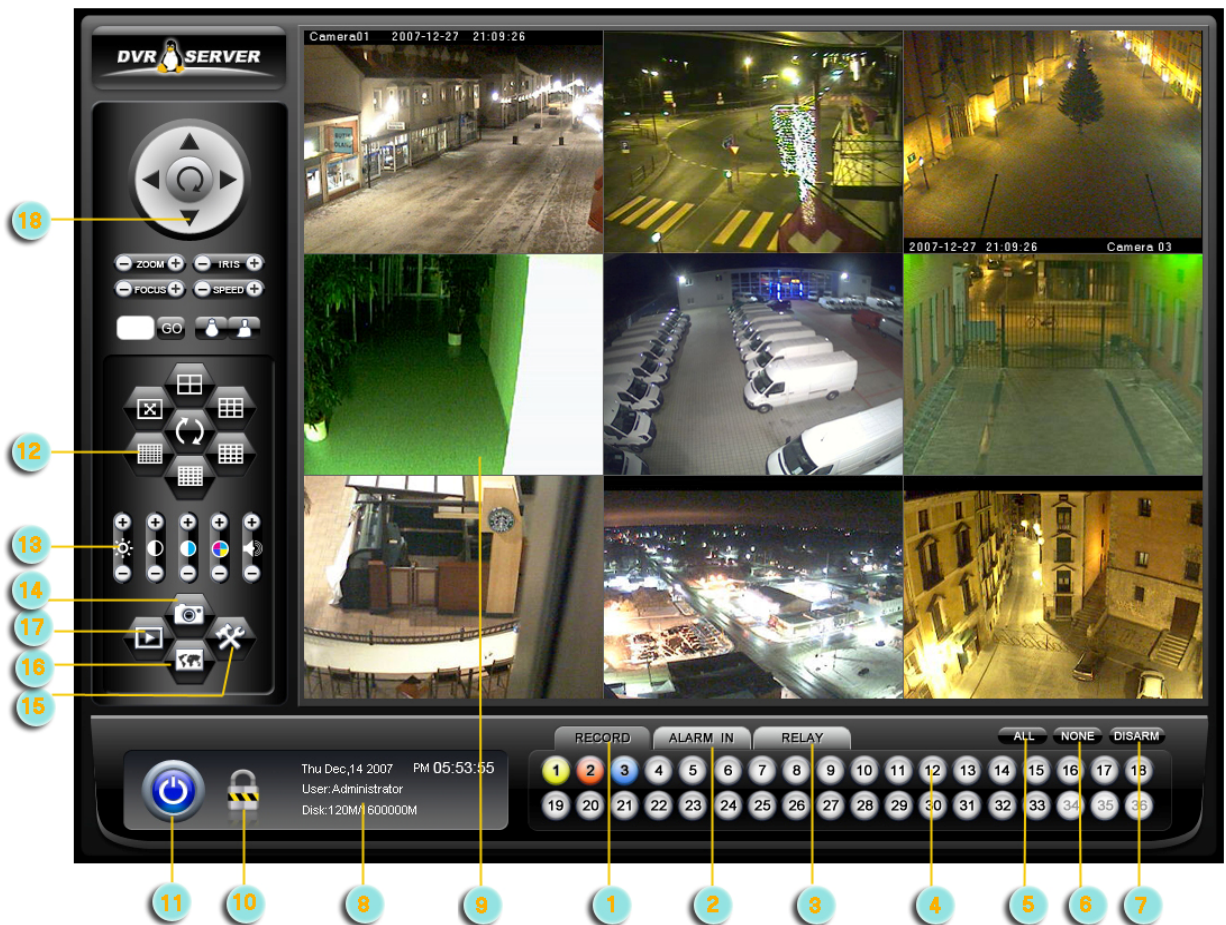 DVR SERVER
Camera01 2007-12-27 21:09:26
2007-12-27 21:09:26 Camera 03
18
ZOOM IRIS
FOCUS SPEED
GO
12
13
14
17
16
15
RECORD ALARM IN RELAY ALL NONE DISARM
Thu Dec,14 2007 PM 05:53:55
User:Administrator
Disk:120M/1600000M
1 2 3 4 5 6 7 8 9 10 11 12 13 14 15 16 17 18
19 20 21 22 23 24 25 26 27 28 29 30 31 32 33 34 35 36
11 10 8 9 1 2 3 4 5 6 7